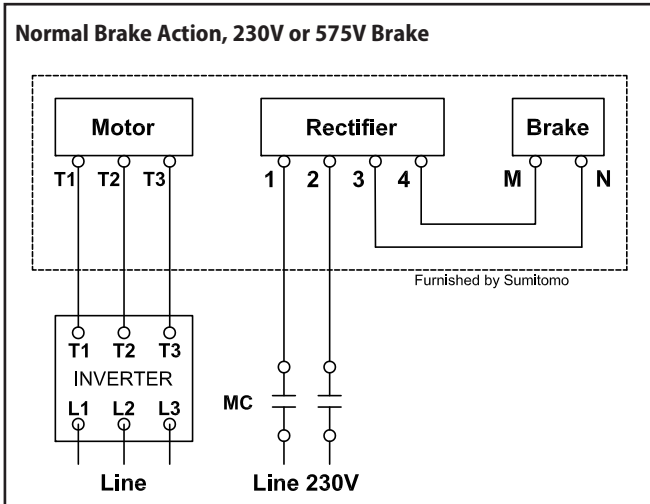 Normal Brake Action, 230V or 575V Brake
Motor Rectifier Brake
T1 T2 T3 1 2 3 4 M N
Furnished by Sumitomo
T1 T2 T3
INVERTER
L1 L2 L3
MC
Line Line 230V